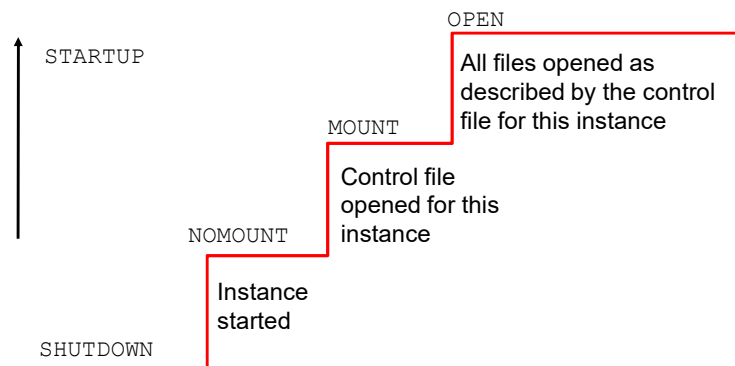 OPEN
STARTUP
All files opened as
described by the control
file for this instance
MOUNT
Control file
opened for this
instance
NOMOUNT
Instance
started
SHUTDOWN